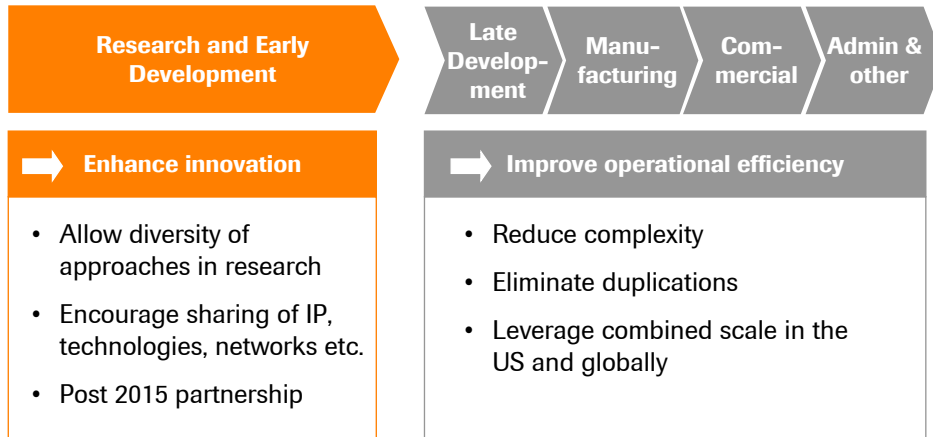 Research and Early
Development
Late
Develop-
ment
Manu-
facturing
Com-
mercial
Admin &
other
Enhance innovation
• Allow diversity of
approaches in research
• Encourage sharing of IP,
technologies, networks etc.
• Post 2015 partnership
Improve operational efficiency
• Reduce complexity
• Eliminate duplications
• Leverage combined scale in the
US and globally